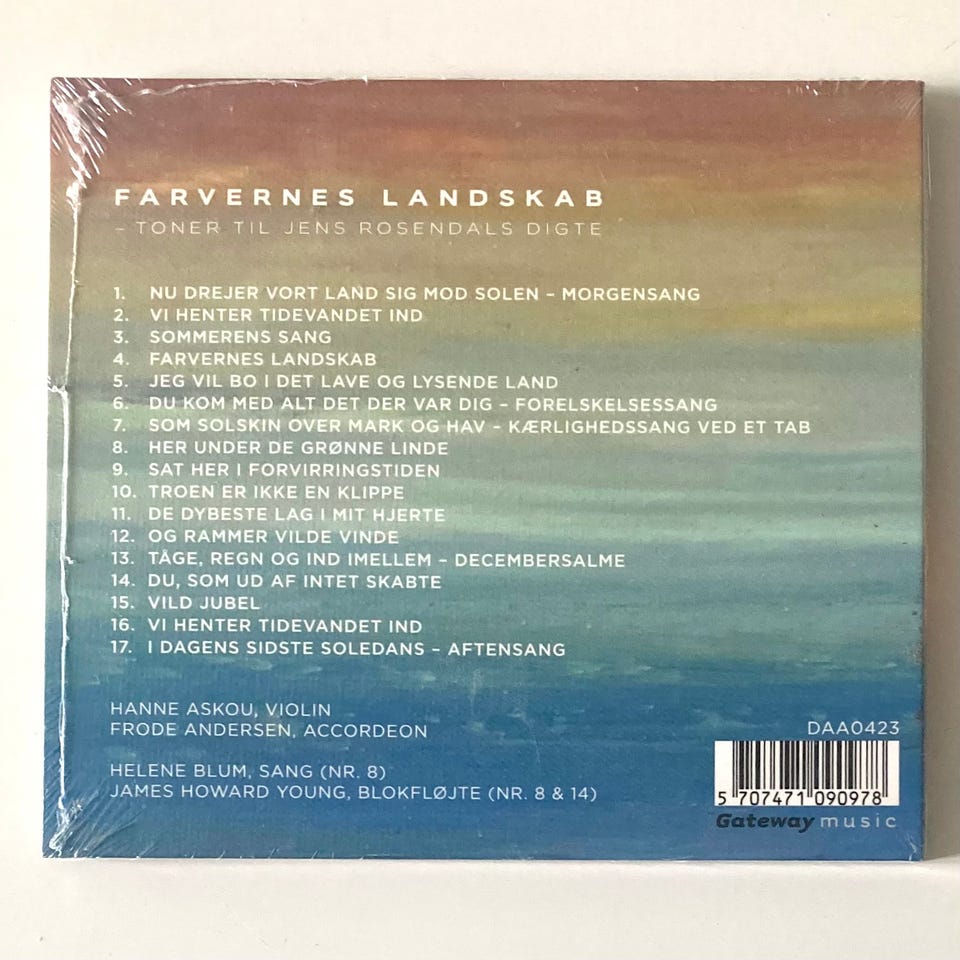 FARVERNES LANDSKAB
– TONER TIL JENS ROSENDALS DIGTE
1. NU DREJER VORT LAND SIG MOD SOLEN – MORGENSANG
2. VI HENTER TIDEVANDET IND
3. SOMMERENS SANG
4. FARVERNES LANDSKAB
5. JEG VIL BO I DET LAVE OG LYSENDE LAND
6. DU KOM MED ALT DET DER VAR DIG – FORELSKELSESSANG
7. SOM SOLSKIN OVER MARK OG HAV – KÆRLIGHEDSSANG VED ET TAB
8. HER UNDER DE GRØNNE LINDE
9. SAT HER I FORVIRRINGSTIDEN
10. TROEN ER IKKE EN KLIPPE
11. DE DYBESTE LAG I MIT HJERTE
12. OG RAMMER VILDE VINDE
13. TÅGE, REGN OG IND IMELLEM – DECEMBERSALME
14. DU, SOM UD AF INTET SKABTE
15. VILD JUBEL
16. VI HENTER TIDEVANDET IND
17. I DAGENS SIDSTE SOLEDANS – AFTENSANG
HANNE ASKOU, VIOLIN
FRODE ANDERSEN, ACCORDEON
HELENE BLUM, SANG (NR. 8)
JAMES HOWARD YOUNG, BLOKFLØJTE (NR. 8 & 14)
DAA0423
5 707471 090978
Gateway music